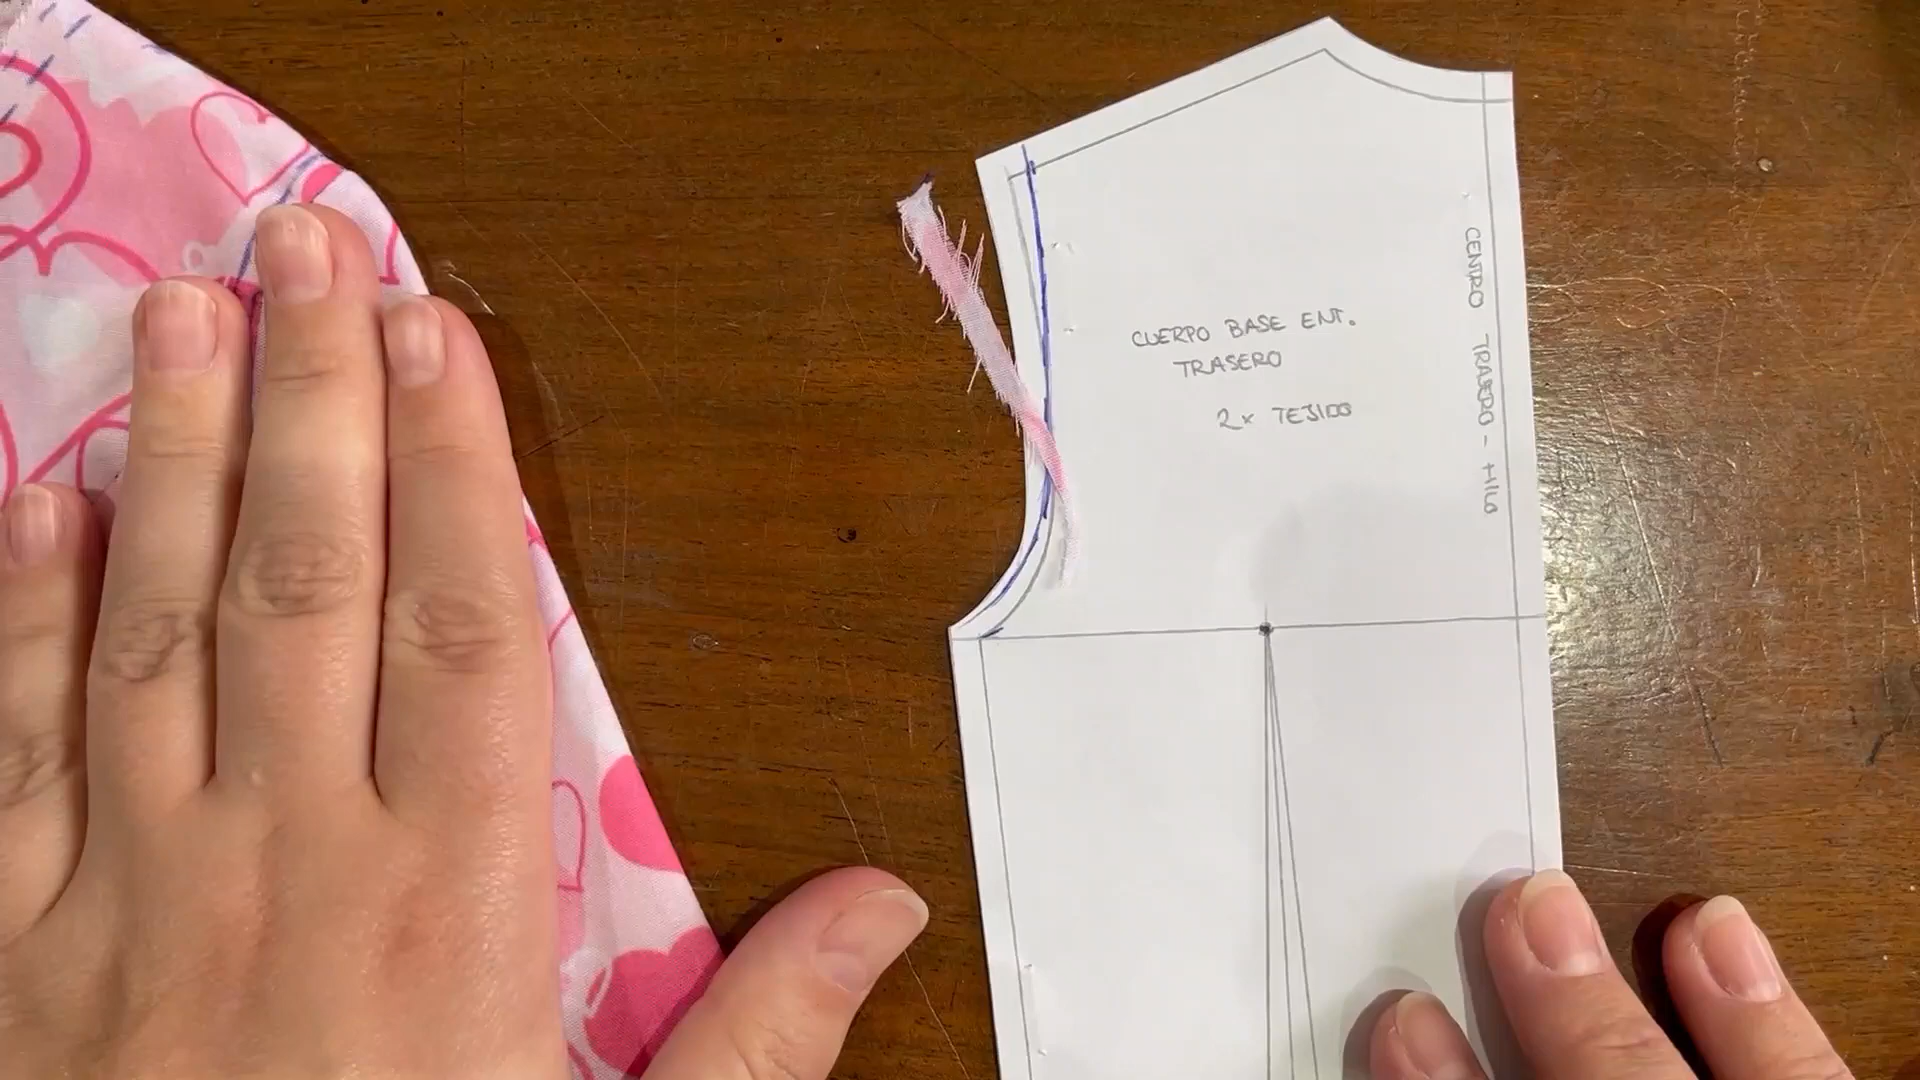 CUERPO BASE ENT.
TRASERO
2x TEJIDO
CENTRO TRASERO - HILO